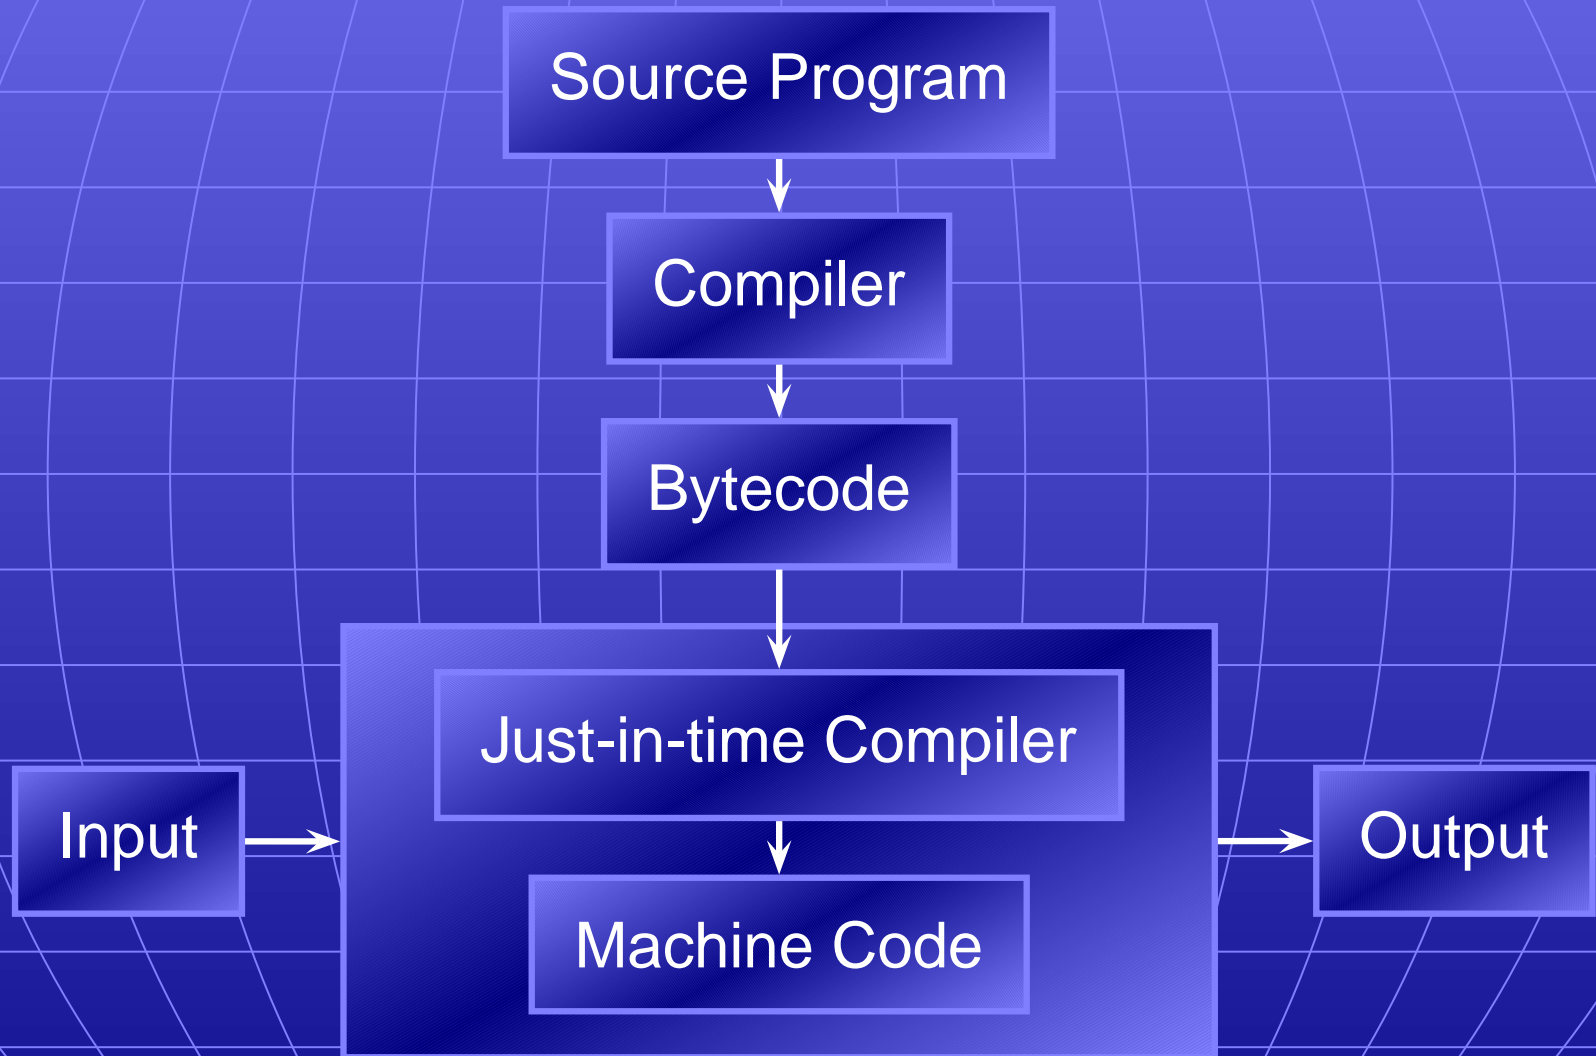 Source Program
Compiler
Bytecode
Just-in-time Compiler
Input
Output
Machine Code